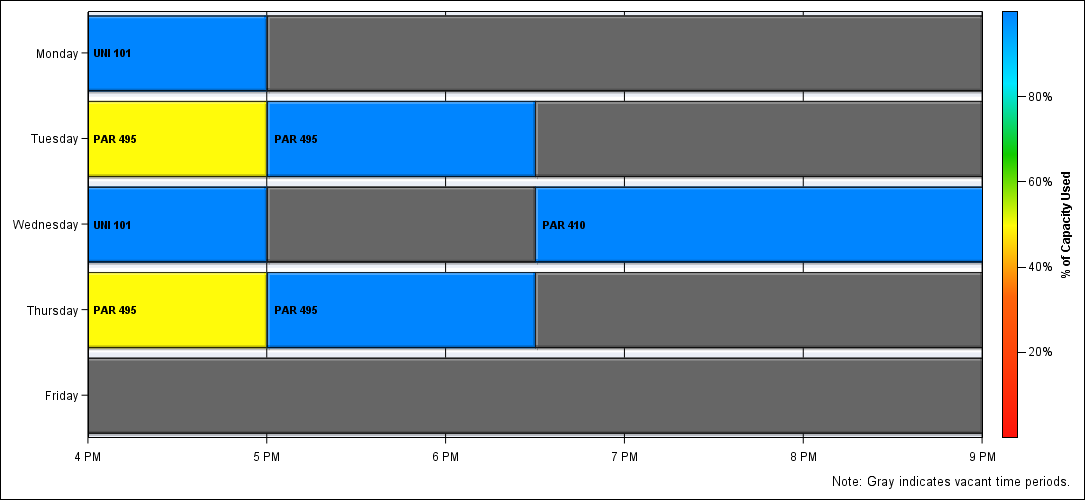 Monday
UNI 101
Tuesday
PAR 495
PAR 495
Wednesday
UNI 101
PAR 410
Thursday
PAR 495
PAR 495
Friday
4 PM
5 PM
6 PM
7 PM
8 PM
9 PM
80%
60%
40%
20%
% of Capacity Used
Note: Gray indicates vacant time periods.